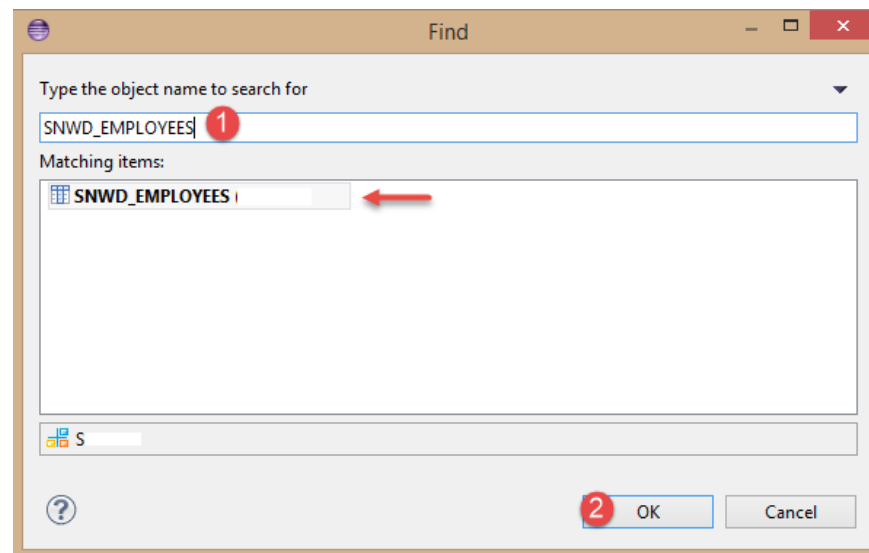 Find
Type the object name to search for
SNWD_EMPLOYEES 1
Matching items:
SNWD_EMPLOYEES (
S
?
2 OK Cancel